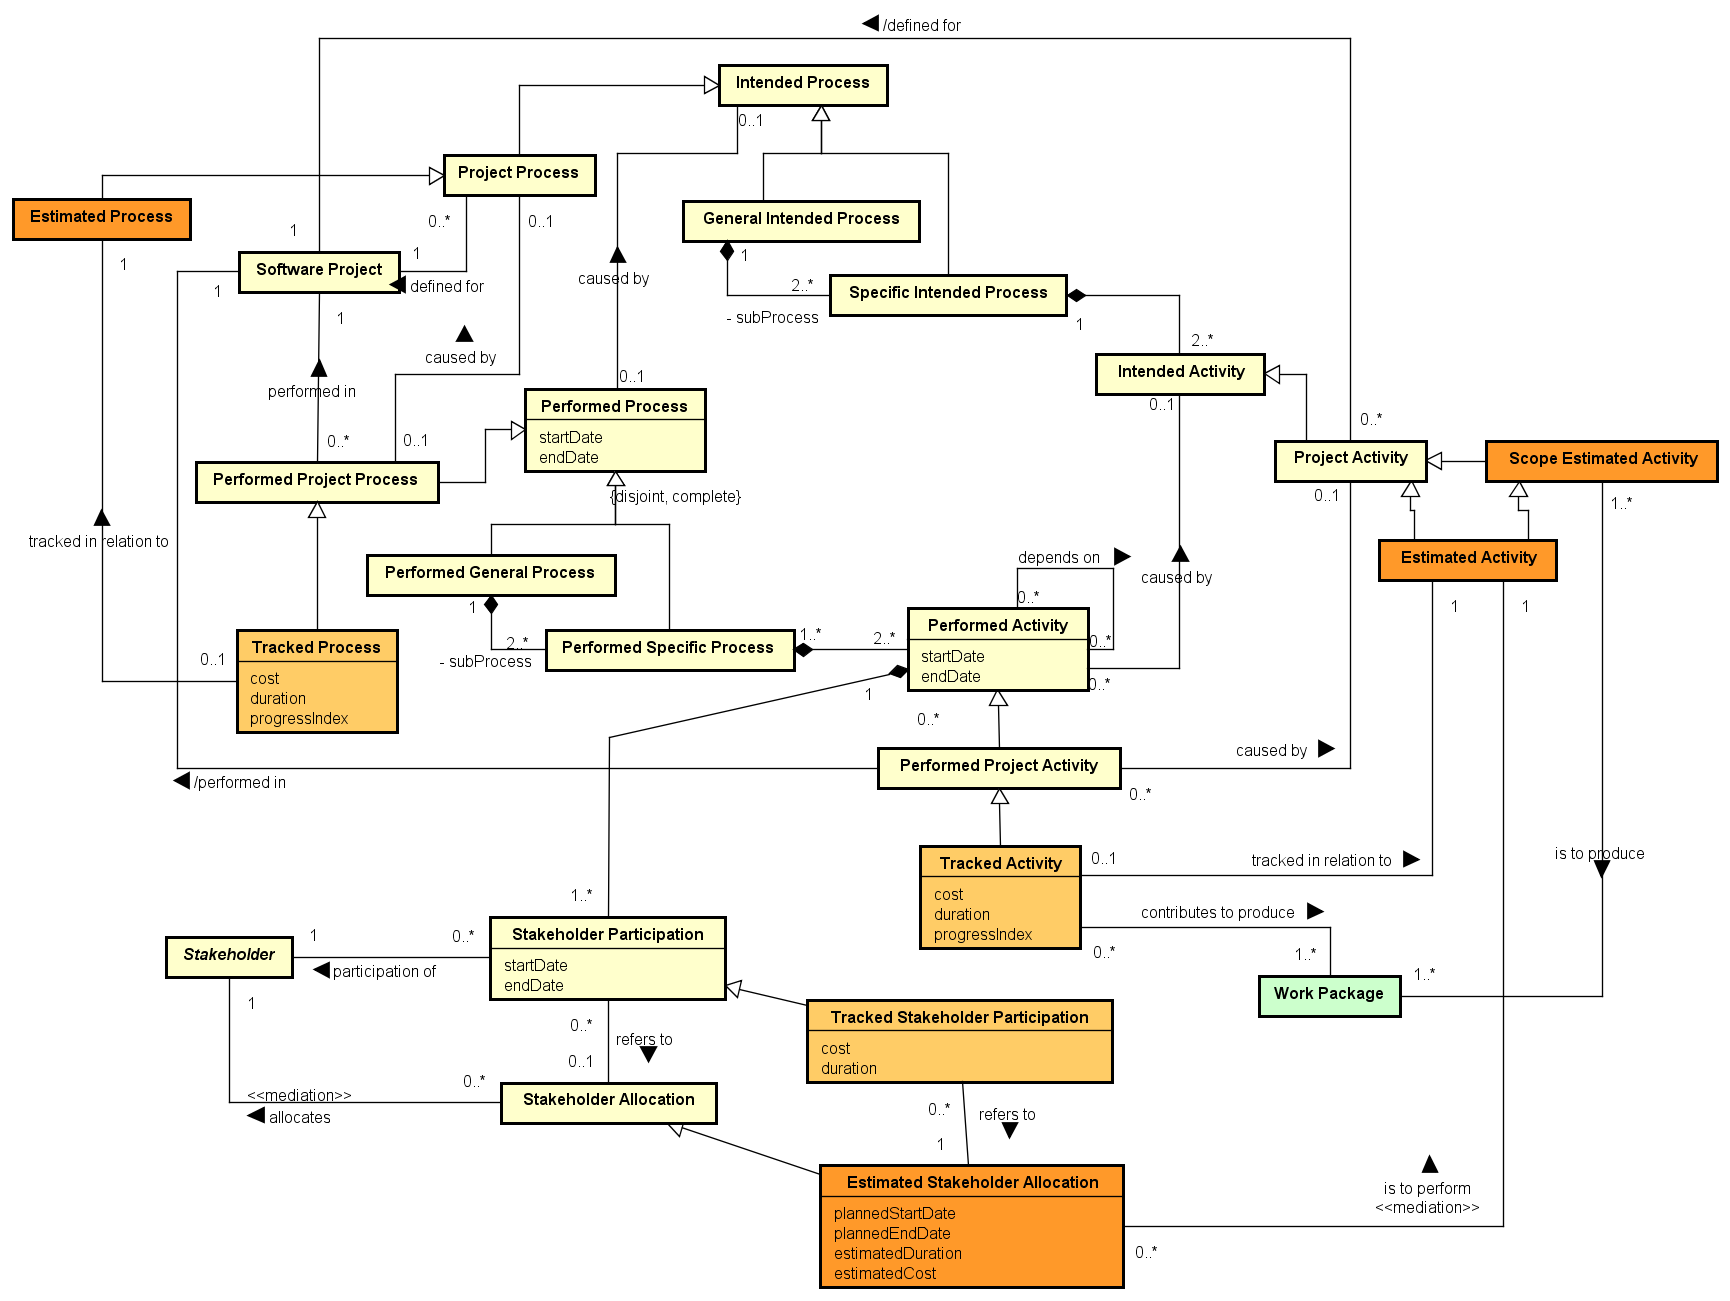 /defined for
Intended Process
0..1
Project Process
Estimated Process
0..*
0..1
General Intended Process
1
1
1
1
Software Project
1
defined for
caused by
2..*
Specific Intended Process
- subProcess
1
1
2..*
caused by
performed in
0..1
Intended Activity
0..1
Performed Process
startDate
endDate
0..*
0..1
0..*
Project Activity
Scope Estimated Activity
Performed Project Process
{disjoint, complete}
0..1
1..*
tracked in relation to
depends on
caused by
Estimated Activity
Performed General Process
1
0..*
1
1
2..*
- subProcess
Performed Specific Process
1..*
2..*
Performed Activity
startDate
endDate
0..*
0..*
0..1
Tracked Process
cost
duration
progressIndex
1
0..*
/performed in
Performed Project Activity
caused by
0..*
Tracked Activity
cost
duration
progressIndex
0..1
tracked in relation to
is to produce
1..*
contributes to produce
0..*
1..*
1..*
Work Package
Stakeholder
1
0..*
participation of
Stakeholder Participation
startDate
endDate
1
0..*
refers to
0..1
Tracked Stakeholder Participation
cost
duration
0..*
<<mediation>>
allocates
Stakeholder Allocation
0..*
refers to
1
Estimated Stakeholder Allocation
plannedStartDate
plannedEndDate
estimatedDuration
estimatedCost
is to perform
<<mediation>>
0..*